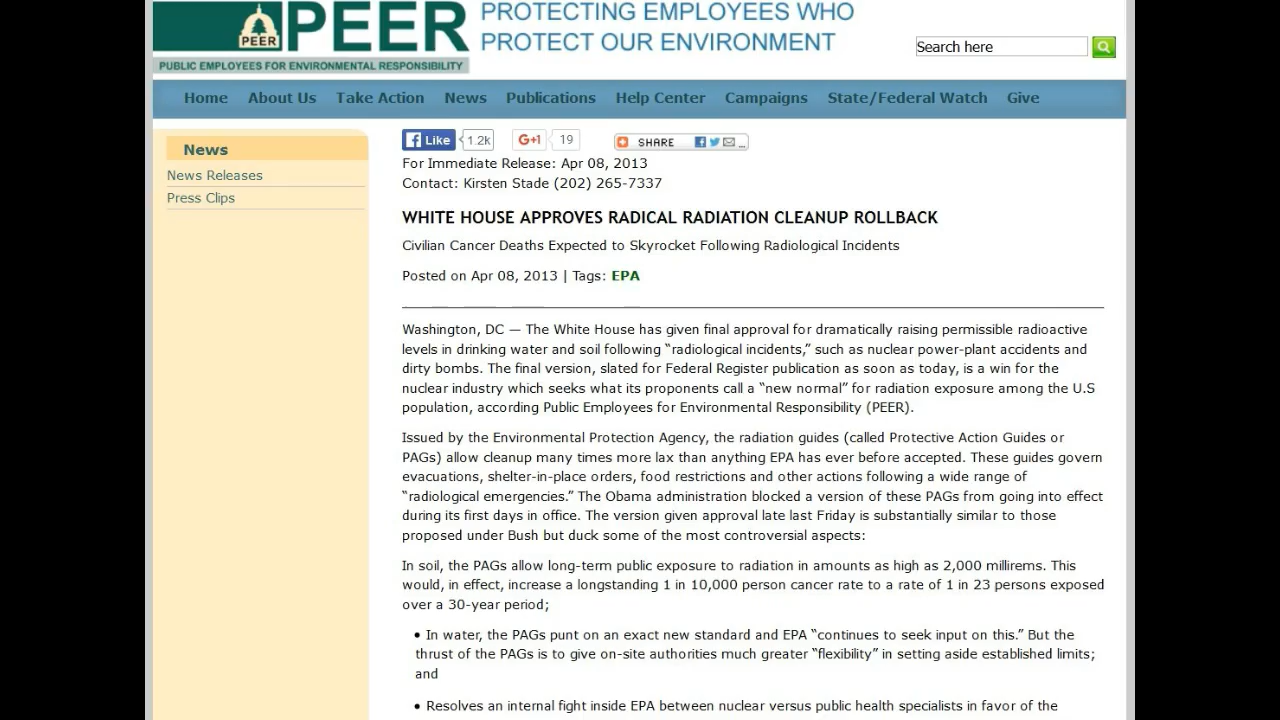 PEER
PEER
PUBLIC EMPLOYEES FOR ENVIRONMENTAL RESPONSIBILITY
PROTECTING EMPLOYEES WHO
PROTECT OUR ENVIRONMENT
Search here
Home About Us Take Action News Publications Help Center Campaigns State/Federal Watch Give
News
News Releases
Press Clips
Like 1.2k G+1 19 SHARE ...
For Immediate Release: Apr 08, 2013
Contact: Kirsten Stade (202) 265-7337
WHITE HOUSE APPROVES RADICAL RADIATION CLEANUP ROLLBACK
Civilian Cancer Deaths Expected to Skyrocket Following Radiological Incidents
Posted on Apr 08, 2013 | Tags: EPA
Washington, DC — The White House has given final approval for dramatically raising permissible radioactive
levels in drinking water and soil following “radiological incidents,” such as nuclear power-plant accidents and
dirty bombs. The final version, slated for Federal Register publication as soon as today, is a win for the
nuclear industry which seeks what its proponents call a “new normal” for radiation exposure among the U.S
population, according Public Employees for Environmental Responsibility (PEER).
Issued by the Environmental Protection Agency, the radiation guides (called Protective Action Guides or
PAGs) allow cleanup many times more lax than anything EPA has ever before accepted. These guides govern
evacuations, shelter-in-place orders, food restrictions and other actions following a wide range of
“radiological emergencies.” The Obama administration blocked a version of these PAGs from going into effect
during its first days in office. The version given approval late last Friday is substantially similar to those
proposed under Bush but duck some of the most controversial aspects:
In soil, the PAGs allow long-term public exposure to radiation in amounts as high as 2,000 millirems. This
would, in effect, increase a longstanding 1 in 10,000 person cancer rate to a rate of 1 in 23 persons exposed
over a 30-year period;
• In water, the PAGs punt on an exact new standard and EPA “continues to seek input on this.” But the
thrust of the PAGs is to give on-site authorities much greater “flexibility” in setting aside established limits;
and
• Resolves an internal fight inside EPA between nuclear versus public health specialists in favor of the